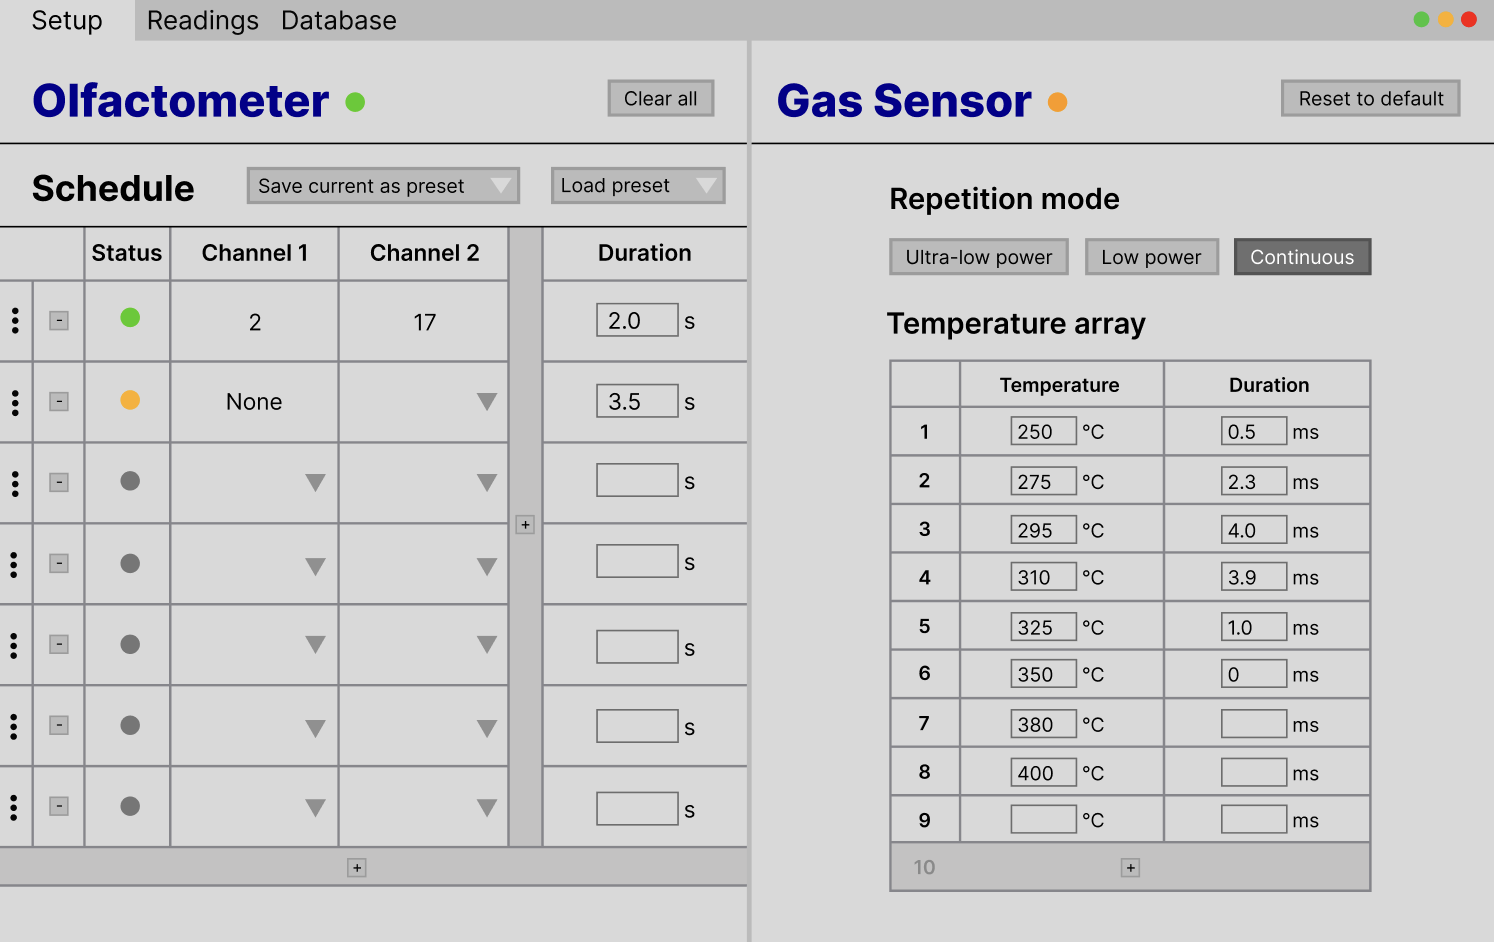 Setup Readings Database
Olfactometer Clear all
Schedule Save current as preset Load preset
Status Channel 1 Channel 2 Duration
- 2 17 2.0 s
- None 3.5 s
- s
+
- s
- s
- s
- s
+
Gas Sensor Reset to default
Repetition mode
Ultra-low power Low power Continuous
Temperature array
Temperature Duration
1 250 °C 0.5 ms
2 275 °C 2.3 ms
3 295 °C 4.0 ms
4 310 °C 3.9 ms
5 325 °C 1.0 ms
6 350 °C 0 ms
7 380 °C ms
8 400 °C ms
9 °C ms
10 +